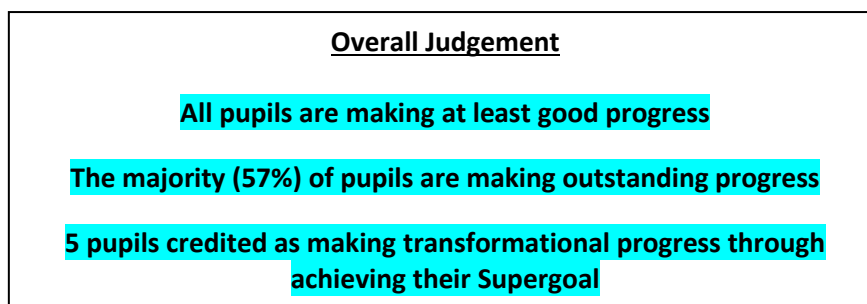 Overall Judgement
All pupils are making at least good progress
The majority (57%) of pupils are making outstanding progress
5 pupils credited as making transformational progress through
achieving their Supergoal